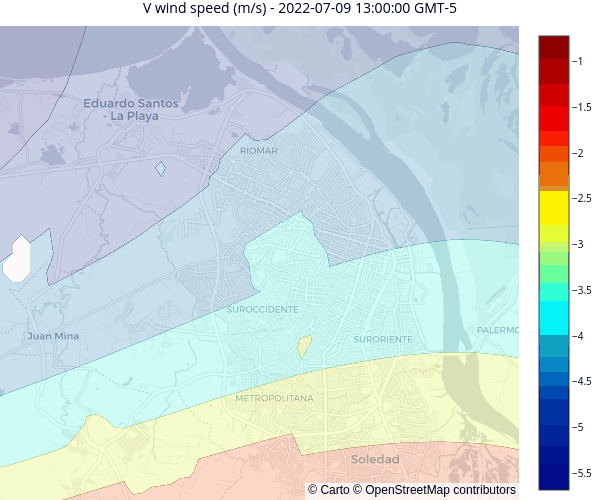 V wind speed (m/s) - 2022-07-09 13:00:00 GMT-5
Eduardo Santos
- La Playa
RIOMAR
SUROCCIDENTE
Juan Mina
SURORIENTE
PALERMO
METROPOLITANA
Soledad
© Carto © OpenStreetMap contributors
−1
−1.5
−2
−2.5
−3
−3.5
−4
−4.5
−5
−5.5